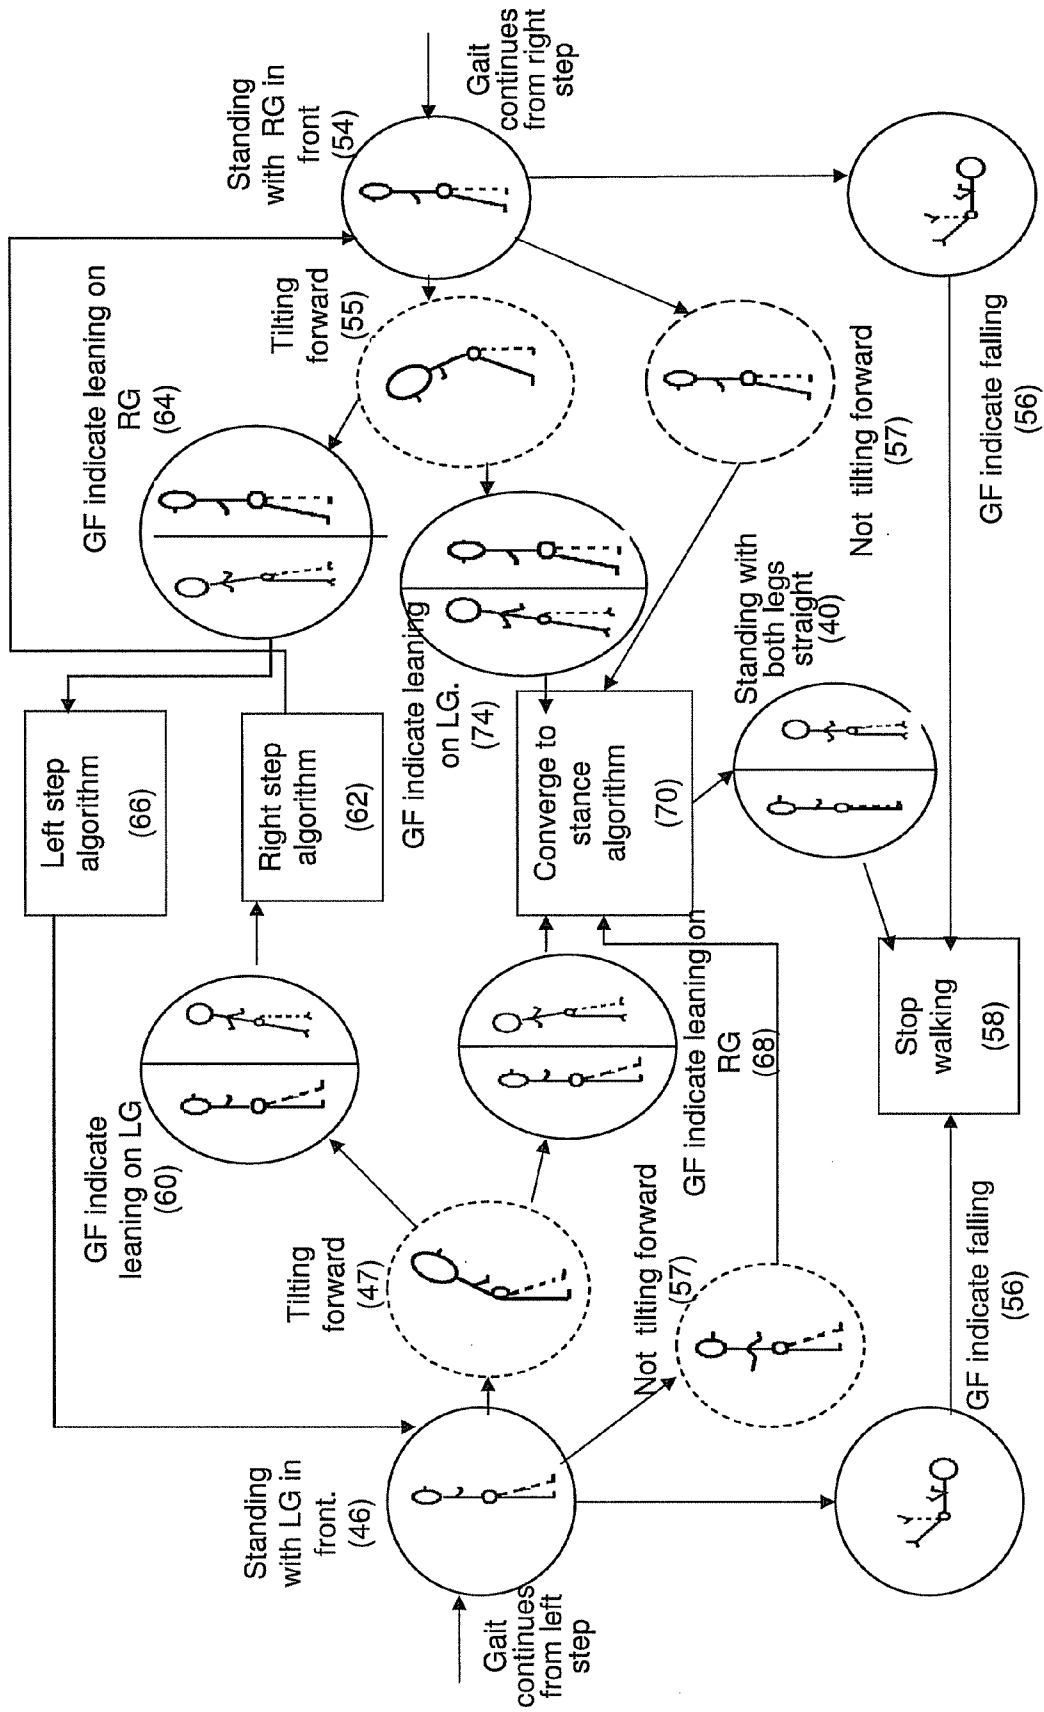 Standing
with LG in
front.
(46)
Gait
continues
from left
step
GF indicate
leaning on LG
(60)
Tilting
forward
(47)
Not tilting forward
(57)
GF indicate falling
(56)
Left step
algorithm
(66)
Right step
algorithm
(62)
GF indicate leaning on
RG
(68)
Converge to
stance
algorithm
(70)
Stop
walking
(58)
GF indicate leaning
on LG.
(74)
Standing with
both legs
straight
(40)
GF indicate leaning on
RG
(64)
Tilting
forward
(55)
Not tilting forward
(57)
GF indicate falling
(56)
Standing
with RG in
front
(54)
Gait
continues
from right
step